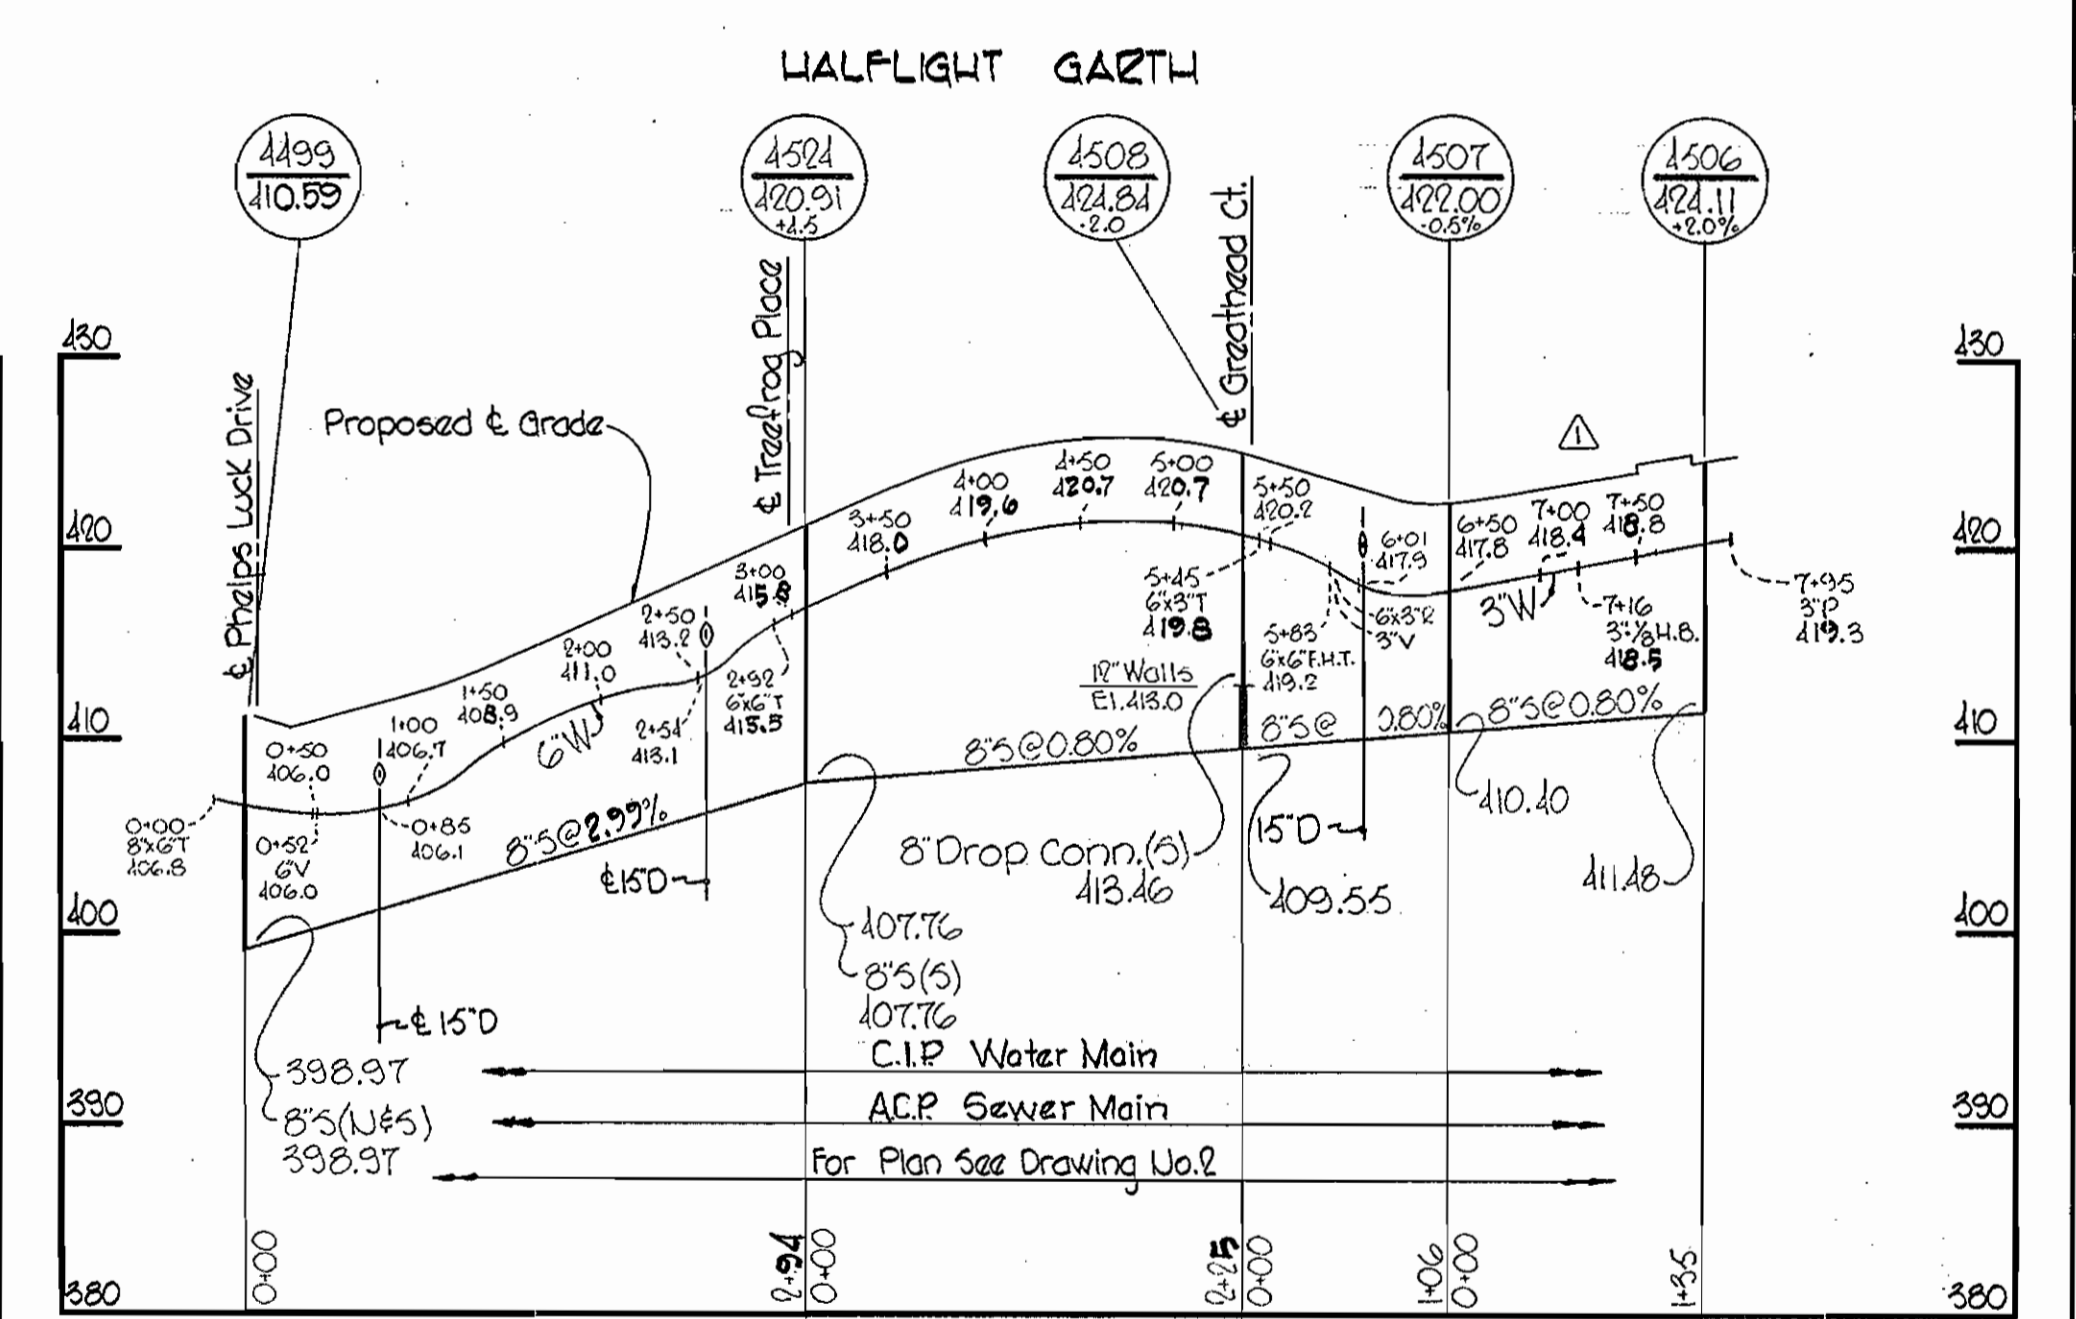 HALFLIGHT GARTH
4499
410.59
4524
420.91
+4.5
4508
424.84
-2.0
4507
422.00
-0.5%
4506
424.11
+2.0%
430
420
410
400
390
380
430
420
410
400
390
380
℄ Phelps Luck Drive
℄ Treefrog Place
℄ Greathead Ct.
Proposed ℄ Grade
0+00
8"x6"T
406.8
0+50
406.0
0+52
6"V
406.0
1+00
406.7
0+85
406.1
1+50
408.9
2+00
411.0
6"W
2+50
413.2
2+54
413.1
3+00
415.8
2+92
6"x6"T
415.5
3+50
418.0
4+00
419.6
4+50
420.7
5+00
420.7
5+50
420.2
5+45
6"x3"T
419.8
5+83
6"x6"F.H.T.
419.2
6"x3"R
3"V
6+01
417.9
6+50
417.8
7+00
418.4
7+50
418.8
1
3"W
7+16
3"-1/8 H.B.
418.5
7+95
3"P
419.3
12" Walls
El. 413.0
8"S@2.99%
8"S@0.80%
8"S@ 0.80%
8"S@0.80%
℄15"D
℄15"D
15"D
8"Drop Conn.(S)
413.46
409.55
410.40
411.48
407.76
8"S(S)
407.76
398.97
8"S(N&S)
398.97
C.I.P. Water Main
A.C.P. Sewer Main
For Plan See Drawing No.2
0+00
2+94
0+00
2+25
0+00
1+06
0+00
1+35